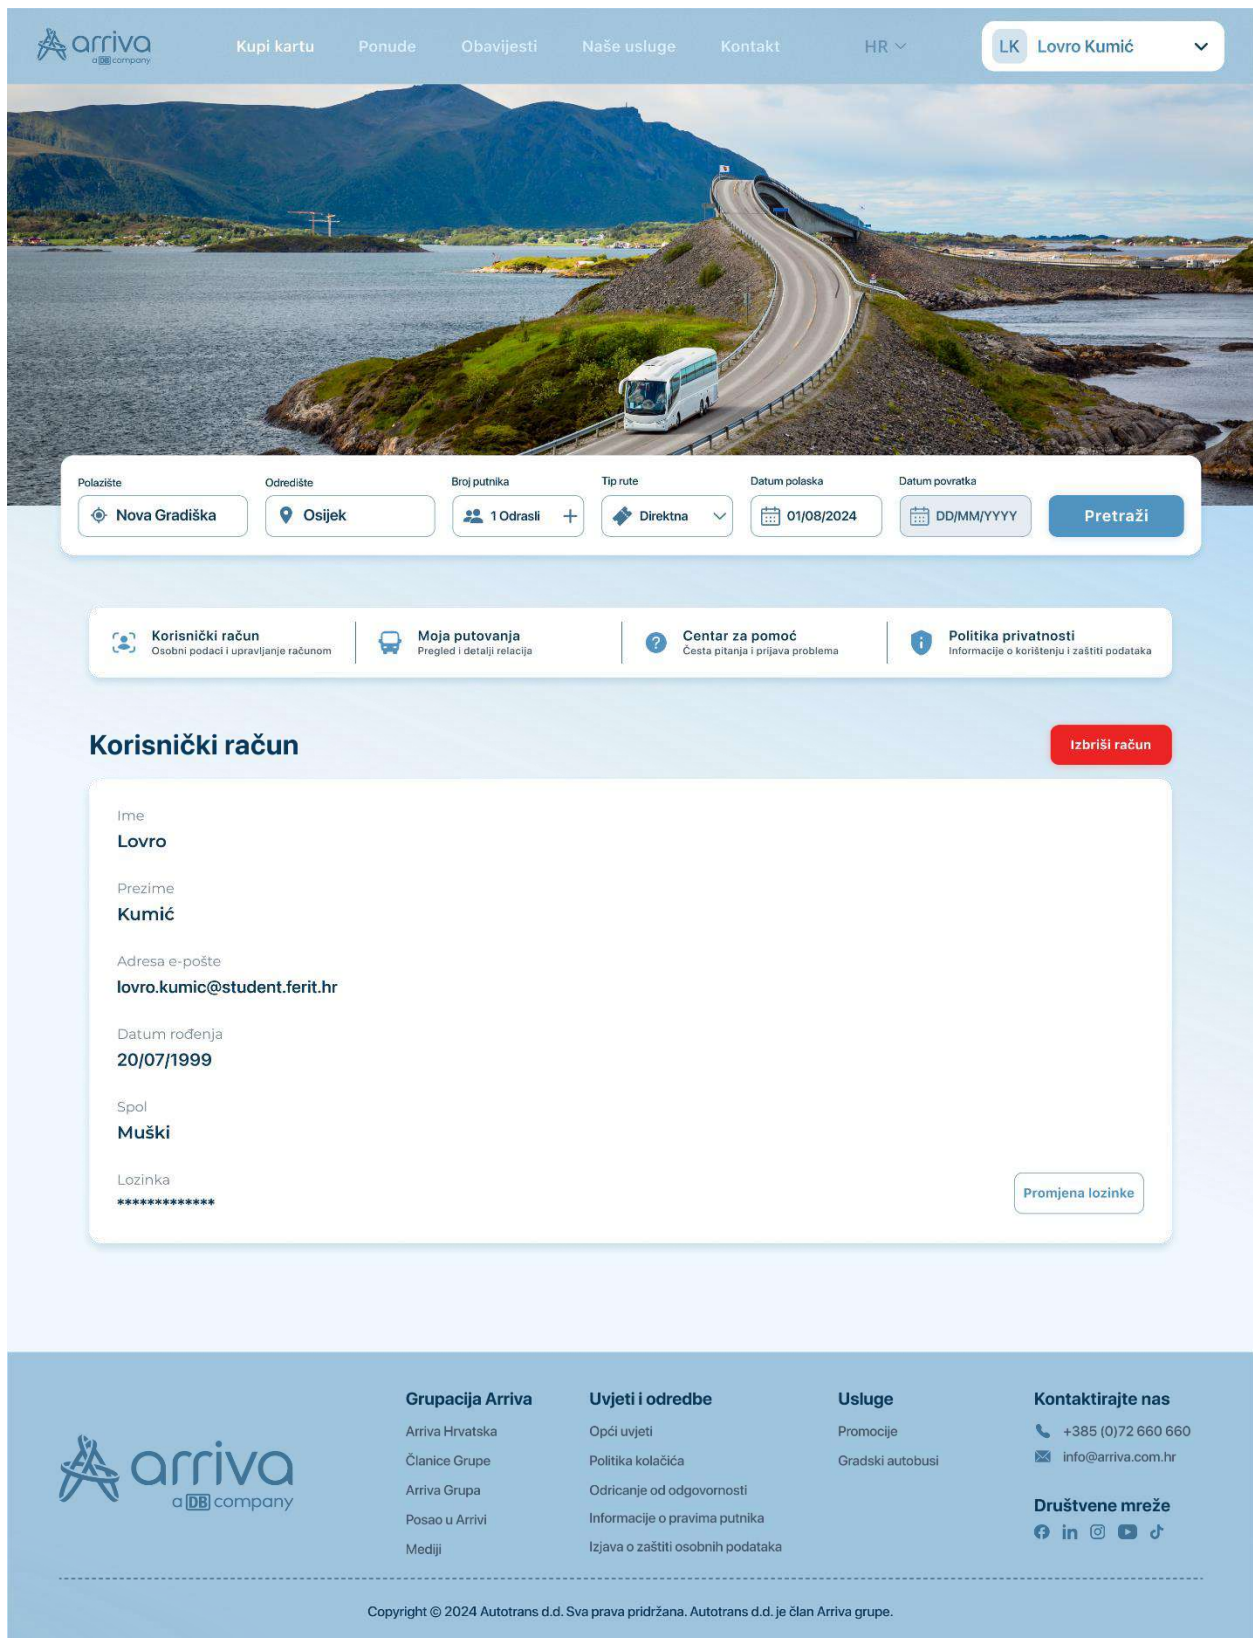 arriva
a DB company
Kupi kartu Ponude Obavijesti Naše usluge Kontakt HR LK Lovro Kumić
Polazište Odredište Broj putnika Tip rute Datum polaska Datum povratka
Nova Gradiška Osijek 1 Odrasli Direktna 01/08/2024 DD/MM/YYYY Pretraži
Korisnički račun Moja putovanja Centar za pomoć Politika privatnosti
Osobni podaci i upravljanje računom Pregled i detalji relacija Česta pitanja i prijava problema Informacije o korištenju i zaštiti podataka
Korisnički račun Izbriši račun
Ime
Lovro
Prezime
Kumić
Adresa e-pošte
lovro.kumic@student.ferit.hr
Datum rođenja
20/07/1999
Spol
Muški
Lozinka
*************
Promjena lozinke
arriva
a DB company
Grupacija Arriva
Arriva Hrvatska
Članice Grupe
Arriva Grupa
Posao u Arrivi
Mediji
Uvjeti i odredbe
Opći uvjeti
Politika kolačića
Odricanje od odgovornosti
Informacije o pravima putnika
Izjava o zaštiti osobnih podataka
Usluge
Promocije
Gradski autobusi
Kontaktirajte nas
+385 (0)72 660 660
info@arriva.com.hr
Društvene mreže
Copyright © 2024 Autotrans d.d. Sva prava pridržana. Autotrans d.d. je član Arriva grupe.